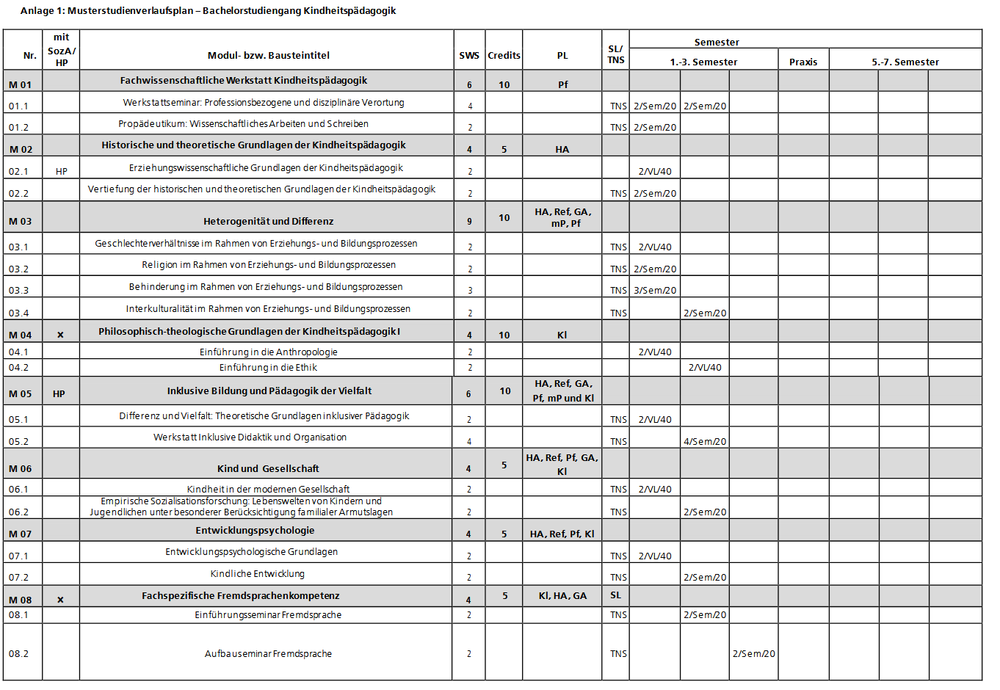 Anlage 1: Musterstudienverlaufsplan – Bachelorstudiengang Kindheitspädagogik
Nr. mit SozA/ HP Modul- bzw. Bausteintitel SWS Credits PL SL/ TNS Semester
1.-3. Semester Praxis 5.-7. Semester
M 01 Fachwissenschaftliche Werkstatt Kindheitspädagogik 6 10 Pf
01.1 Werkstattseminar: Professionsbezogene und disziplinäre Verortung 4 TNS 2/Sem/20 2/Sem/20
01.2 Propädeutikum: Wissenschaftliches Arbeiten und Schreiben 2 TNS 2/Sem/20
M 02 Historische und theoretische Grundlagen der Kindheitspädagogik 4 5 HA
02.1 HP Erziehungswissenschaftliche Grundlagen der Kindheitspädagogik 2 2/VL/40
02.2 Vertiefung der historischen und theoretischen Grundlagen der Kindheitspädagogik 2 TNS 2/Sem/20
M 03 Heterogenität und Differenz 9 10 HA, Ref, GA, mP, Pf
03.1 Geschlechterverhältnisse im Rahmen von Erziehungs- und Bildungsprozessen 2 TNS 2/VL/40
03.2 Religion im Rahmen von Erziehungs- und Bildungsprozessen 2 TNS 2/Sem/20
03.3 Behinderung im Rahmen von Erziehungs- und Bildungsprozessen 3 TNS 3/Sem/20
03.4 Interkulturalität im Rahmen von Erziehungs- und Bildungsprozessen 2 TNS 2/Sem/20
M 04 x Philosophisch-theologische Grundlagen der Kindheitspädagogik I 4 10 Kl
04.1 Einführung in die Anthropologie 2 2/VL/40
04.2 Einführung in die Ethik 2 2/VL/40
M 05 HP Inklusive Bildung und Pädagogik der Vielfalt 6 10 HA, Ref, GA, Pf, mP und Kl
05.1 Differenz und Vielfalt: Theoretische Grundlagen inklusiver Pädagogik 2 TNS 2/VL/40
05.2 Werkstatt Inklusive Didaktik und Organisation 4 TNS 4/Sem/20
M 06 Kind und Gesellschaft 4 5 HA, Ref, Pf, GA, Kl
06.1 Kindheit in der modernen Gesellschaft 2 TNS 2/VL/40
06.2 Empirische Sozialisationsforschung: Lebenswelten von Kindern und Jugendlichen unter besonderer Berücksichtigung familialer Armutslagen 2 TNS 2/Sem/20
M 07 Entwicklungspsychologie 4 5 HA, Ref, Pf, Kl
07.1 Entwicklungspsychologische Grundlagen 2 TNS 2/VL/40
07.2 Kindliche Entwicklung 2 TNS 2/Sem/20
M 08 x Fachspezifische Fremdsprachenkompetenz 4 5 Kl, HA, GA SL
08.1 Einführungsseminar Fremdsprache 2 TNS 2/Sem/20
08.2 Aufbauseminar Fremdsprache 2 TNS 2/Sem/20